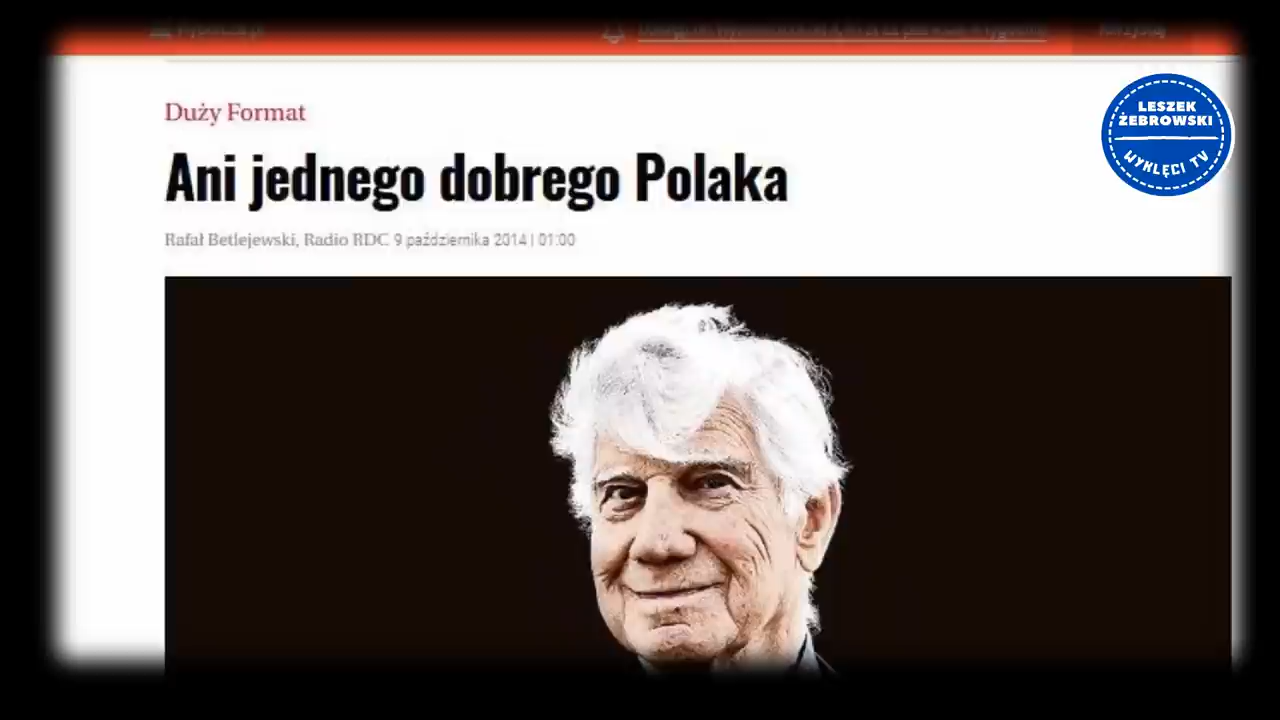 Duży Format
Ani jednego dobrego Polaka
Rafał Betlejewski, Radio RDC 9 października 2014 | 01:00
LESZEK
ŻEBROWSKI
WYKLĘCI TV